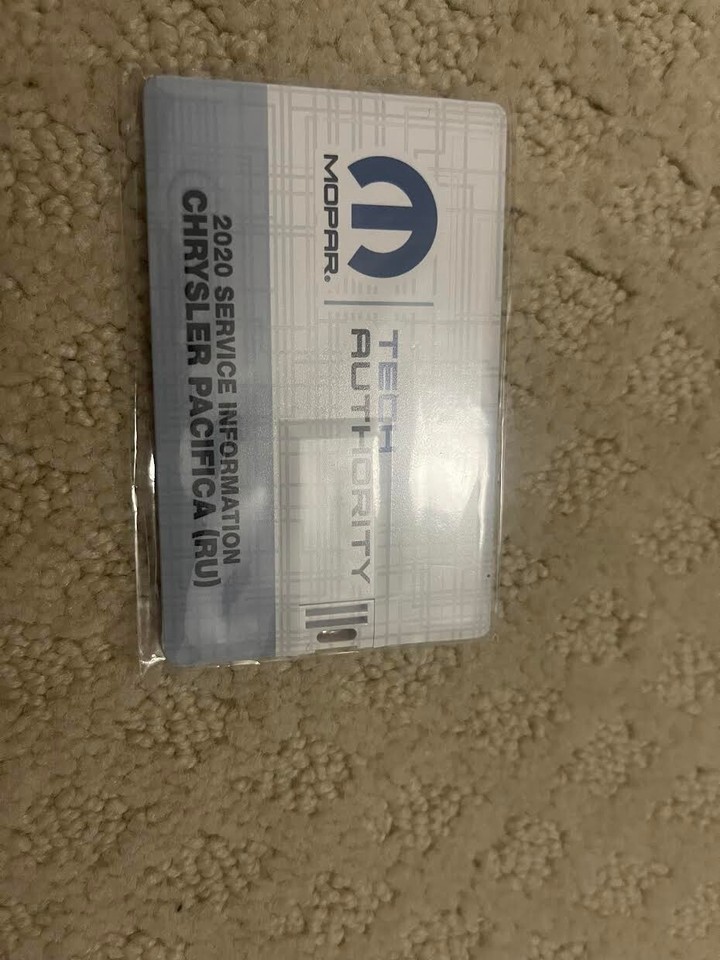 MOPAR.
TECH
AUTHORITY
2020 SERVICE INFORMATION
CHRYSLER PACIFICA (RU)